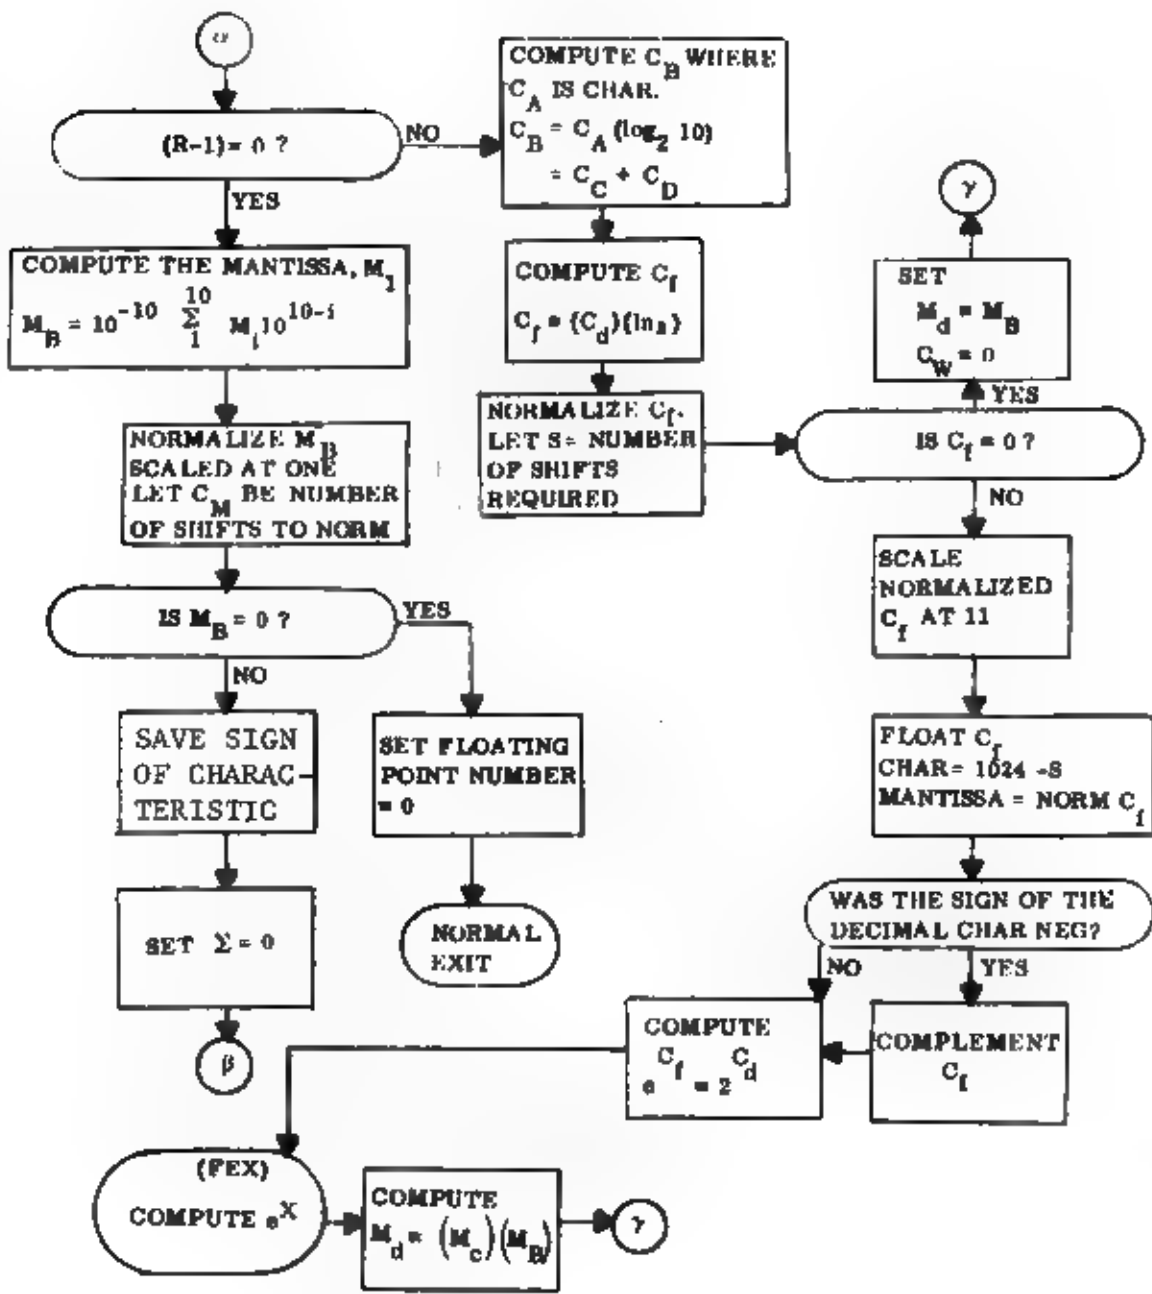 α
(R-1)= 0 ?
NO
YES
COMPUTE THE MANTISSA, M_1
M_B = 10^-10 Σ_1^10 M_i 10^10-i
NORMALIZE M_B
SCALED AT ONE
LET C_M BE NUMBER
OF SHIFTS TO NORM
IS M_B = 0 ?
YES
NO
SAVE SIGN
OF CHARAC-
TERISTIC
SET Σ = 0
β
SET FLOATING
POINT NUMBER
= 0
NORMAL
EXIT
COMPUTE C_B WHERE
C_A IS CHAR.
C_B = C_A (log_2 10)
= C_C + C_D
COMPUTE C_f
C_f = (C_d)(ln_2)
NORMALIZE C_f.
LET S= NUMBER
OF SHIFTS
REQUIRED
γ
SET
M_d = M_B
C_W = 0
YES
IS C_f = 0 ?
NO
SCALE
NORMALIZED
C_f AT 11
FLOAT C_f
CHAR= 1024 -S
MANTISSA = NORM C_f
WAS THE SIGN OF THE
DECIMAL CHAR NEG?
NO
YES
COMPLEMENT
C_f
COMPUTE
e^C_f = 2^C_d
(FEX)
COMPUTE e^X
COMPUTE
M_d = (M_c)(M_B)
γ